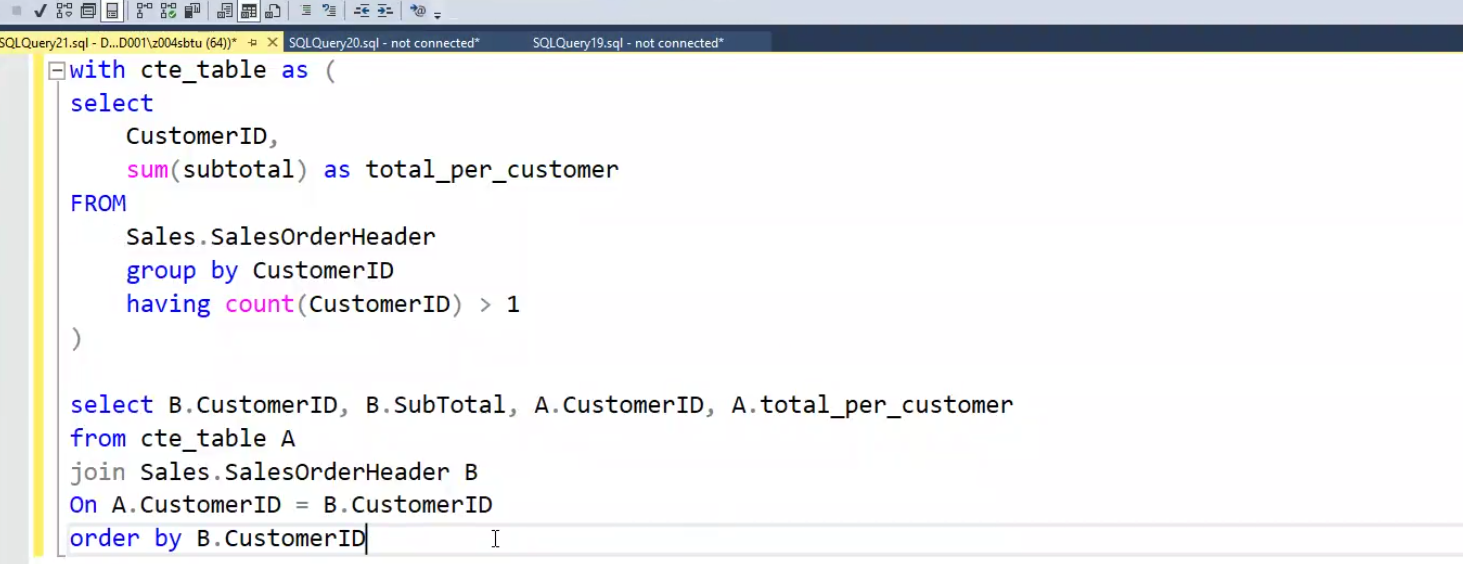 SQLQuery21.sql - D...D001\z004sbtu (64))* SQLQuery20.sql - not connected* SQLQuery19.sql - not connected*
with cte_table as (
select
    CustomerID,
    sum(subtotal) as total_per_customer
FROM
    Sales.SalesOrderHeader
    group by CustomerID
    having count(CustomerID) > 1
)
select B.CustomerID, B.SubTotal, A.CustomerID, A.total_per_customer
from cte_table A
join Sales.SalesOrderHeader B
On A.CustomerID = B.CustomerID
order by B.CustomerID